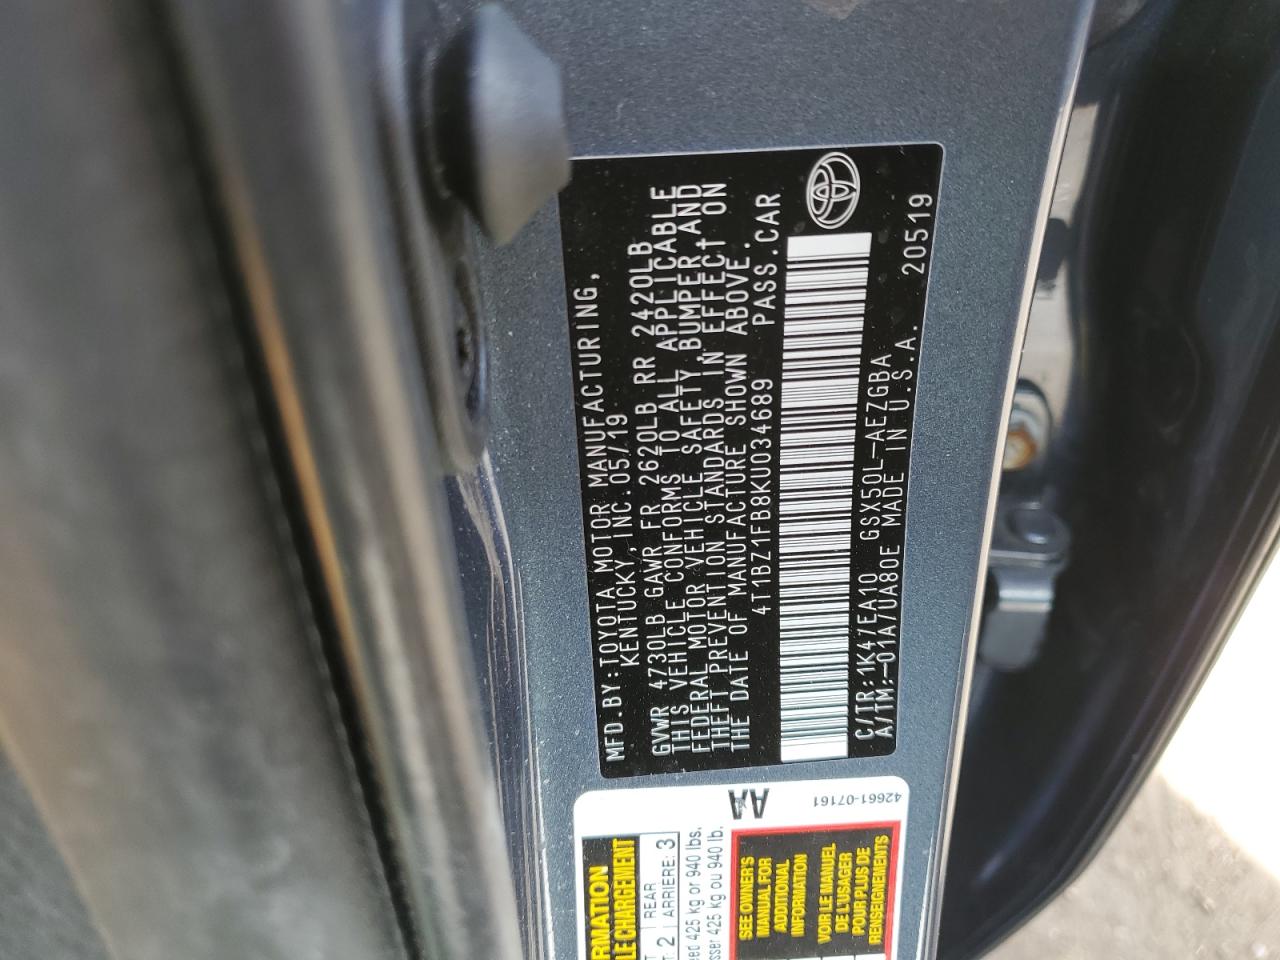 MFD.BY:TOYOTA MOTOR MANUFACTURING,
KENTUCKY,INC.05/19
GVWR 4730LB GAWR FR 2620LB RR 2420LB
THIS VEHICLE CONFORMS TO ALL APPLICABLE
FEDERAL MOTOR VEHICLE SAFETY,BUMPER,AND
THEFT PREVENTION STANDARDS IN EFFECT ON
THE DATE OF MANUFACTURE SHOWN ABOVE.
4T1BZ1FB8KU034689 PASS.CAR
C/TR:1K47EA10 GSX50L-AEZGBA
A/TM:-01A/UA80E MADE IN U.S.A. 20519
AA
42661-07161
2
REAR
ARRIERE: 3
425 kg or 940 lbs.
425 kg ou 940 lb.
SEE OWNER'S
MANUAL FOR
ADDITIONAL
INFORMATION
VOIR LE MANUEL
DE L'USAGER
POUR PLUS DE
RENSEIGNEMENTS